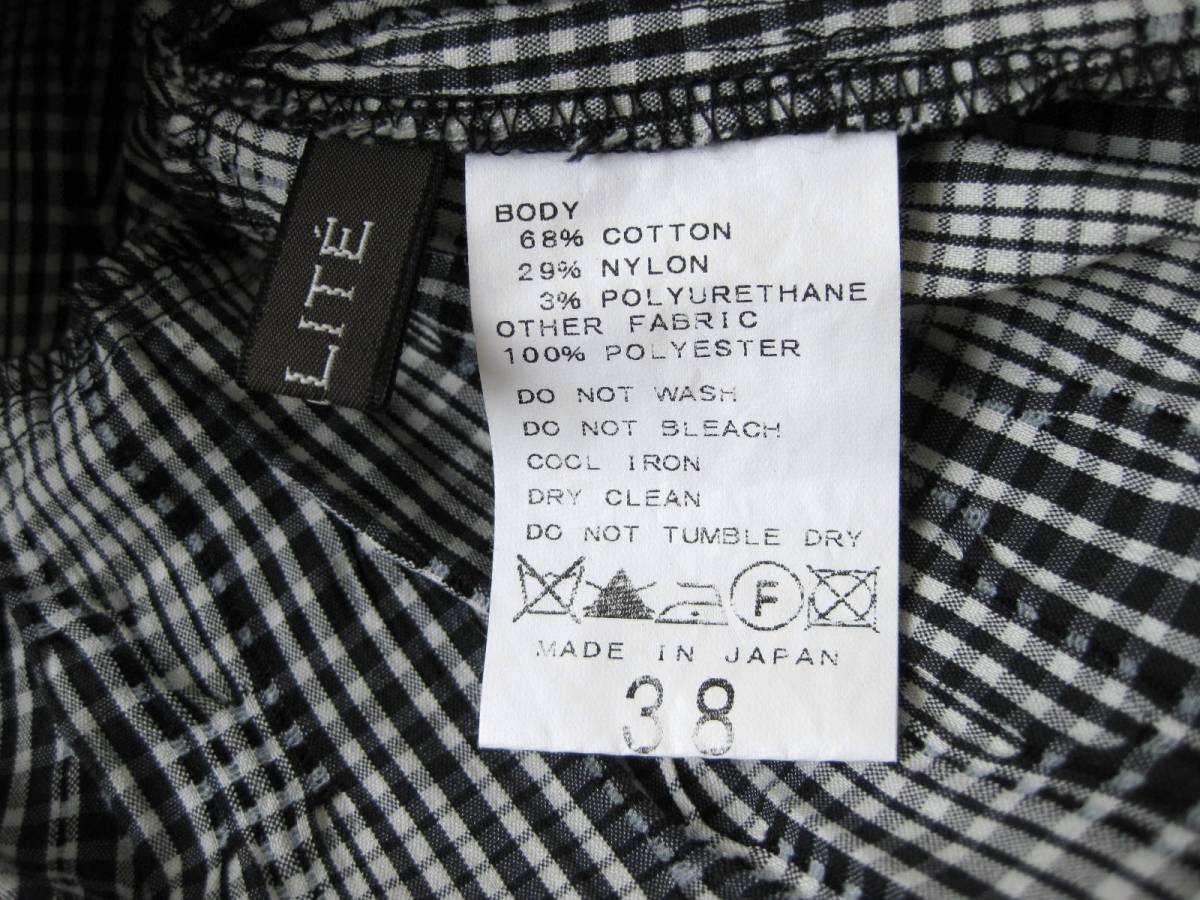 LITÉ
BODY
68% COTTON
29% NYLON
3% POLYURETHANE
OTHER FABRIC
100% POLYESTER
DO NOT WASH
DO NOT BLEACH
COOL IRON
DRY CLEAN
DO NOT TUMBLE DRY
F
MADE IN JAPAN
38